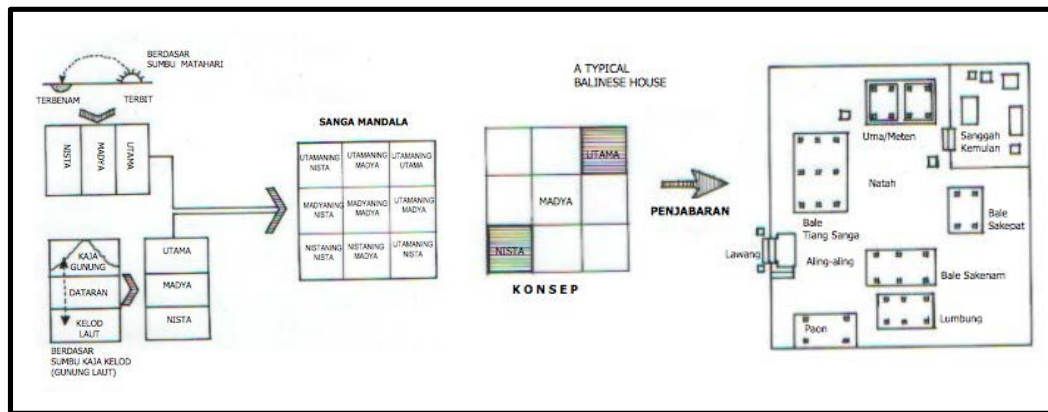 BERDASAR
SUMBU MATAHARI
TERBENAM
TERBIT
NISTA
MADYA
UTAMA
KAJA
GUNUNG
DATARAN
KELOD
LAUT
UTAMA
MADYA
NISTA
BERDASAR
SUMBU KAJA KELOD
(GUNUNG LAUT)
SANGA MANDALA
UTAMANING
NISTA
UTAMANING
MADYA
UTAMANING
UTAMA
MADYANING
NISTA
MADYANING
MADYA
UTAMANING
MADYA
NISTANING
NISTA
NISTANING
MADYA
UTAMANING
NISTA
A TYPICAL
BALINESE HOUSE
UTAMA
MADYA
NISTA
KONSEP
PENJABARAN
Uma/Meten
Sanggah
Kemulan
Natah
Bale
Tiang Sanga
Bale
Sakepat
Lawang
Aling-aling
Bale Sakenam
Lumbung
Paon